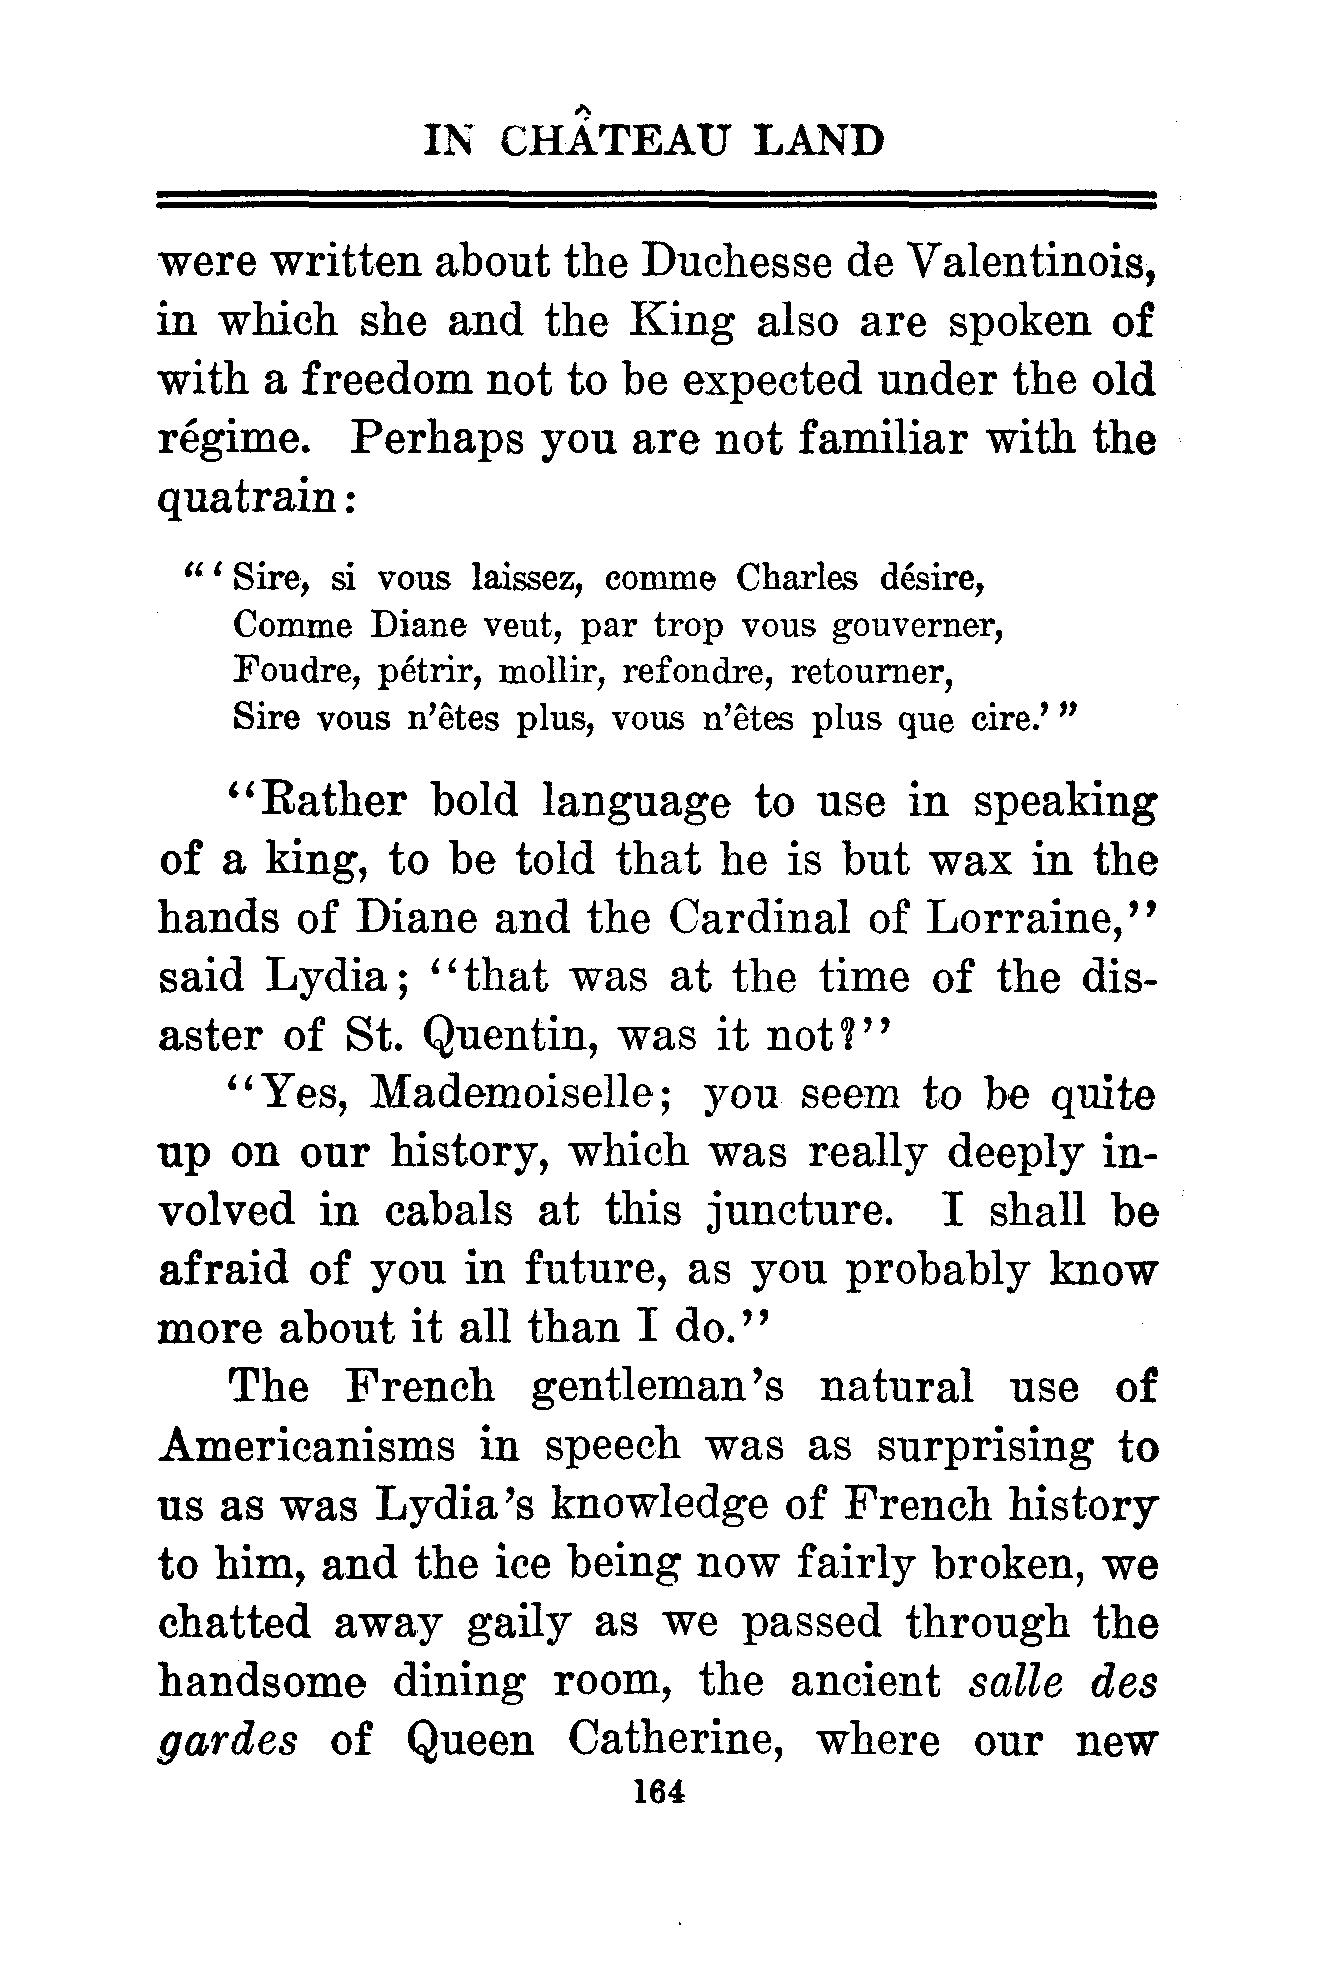 IN CHÂTEAU LAND
were written about the Duchesse de Valentinois,
in which she and the King also are spoken of
with a freedom not to be expected under the old
régime. Perhaps you are not familiar with the
quatrain:
"'Sire, si vous laissez, comme Charles désire,
Comme Diane veut, par trop vous gouverner,
Foudre, pétrir, mollir, refondre, retourner,
Sire vous n'êtes plus, vous n'êtes plus que cire.'"
"Rather bold language to use in speaking
of a king, to be told that he is but wax in the
hands of Diane and the Cardinal of Lorraine,"
said Lydia; "that was at the time of the dis-
aster of St. Quentin, was it not?"
"Yes, Mademoiselle; you seem to be quite
up on our history, which was really deeply in-
volved in cabals at this juncture. I shall be
afraid of you in future, as you probably know
more about it all than I do."
The French gentleman's natural use of
Americanisms in speech was as surprising to
us as was Lydia's knowledge of French history
to him, and the ice being now fairly broken, we
chatted away gaily as we passed through the
handsome dining room, the ancient salle des
gardes of Queen Catherine, where our new
164